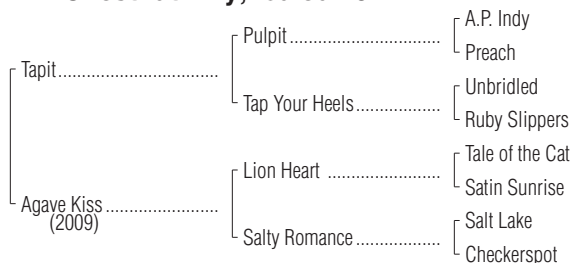 A.P. Indy
Pulpit
Preach
Tapit
Unbridled
Tap Your Heels
Ruby Slippers
Tale of the Cat
Lion Heart
Satin Sunrise
Agave Kiss
(2009)
Salt Lake
Salty Romance
Checkerspot